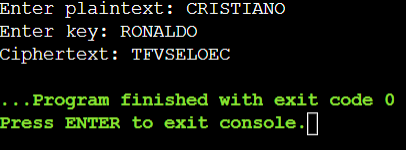 Enter plaintext: CRISTIANO
Enter key: RONALDO
Ciphertext: TFVSELOEC
...Program finished with exit code 0
Press ENTER to exit console.